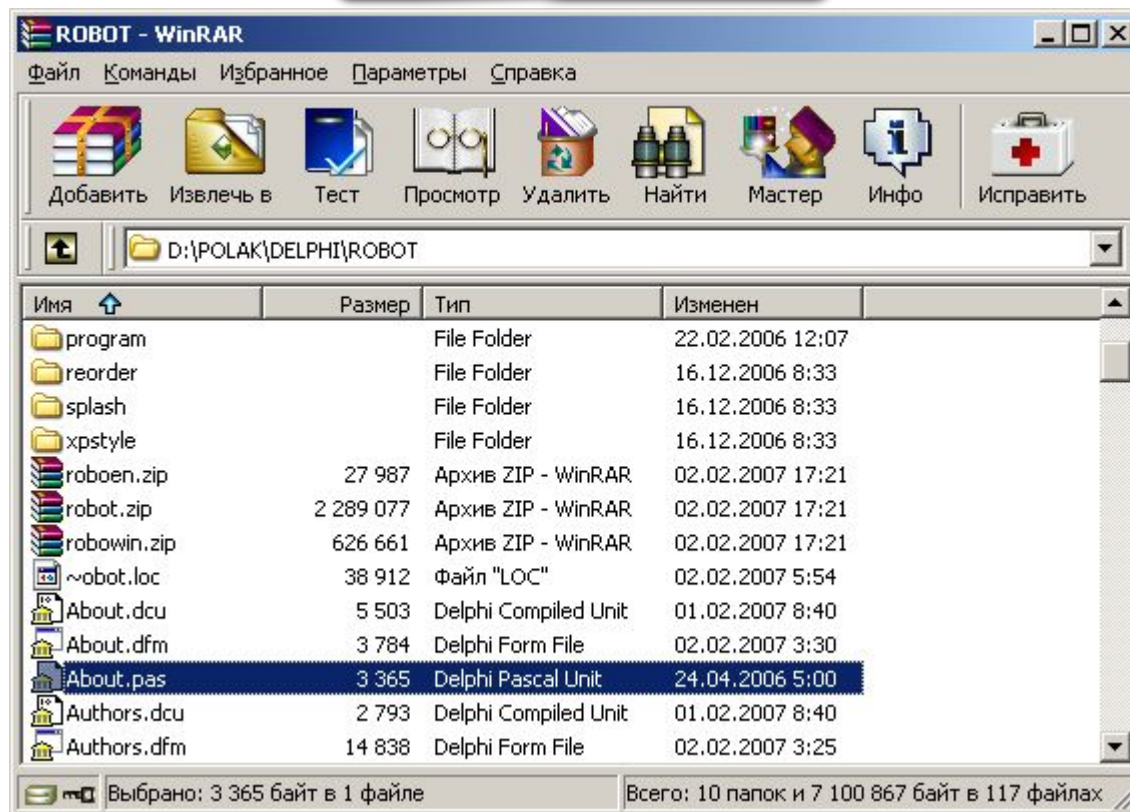 ROBOT - WinRAR
Файл Команды Избранное Параметры Справка
Добавить Извлечь в Тест Просмотр Удалить Найти Мастер Инфо Исправить
D:\POLAK\DELPHI\ROBOT
Имя Размер Тип Изменен
program File Folder 22.02.2006 12:07
reorder File Folder 16.12.2006 8:33
splash File Folder 16.12.2006 8:33
xpstyle File Folder 16.12.2006 8:33
roboen.zip 27 987 Архив ZIP - WinRAR 02.02.2007 17:21
robot.zip 2 289 077 Архив ZIP - WinRAR 02.02.2007 17:21
robowin.zip 626 661 Архив ZIP - WinRAR 02.02.2007 17:21
~obot.loc 38 912 Файл "LOC" 02.02.2007 5:54
About.dcu 5 503 Delphi Compiled Unit 01.02.2007 8:40
About.dfm 3 784 Delphi Form File 02.02.2007 3:30
About.pas 3 365 Delphi Pascal Unit 24.04.2006 5:00
Authors.dcu 2 793 Delphi Compiled Unit 01.02.2007 8:40
Authors.dfm 14 838 Delphi Form File 02.02.2007 3:25
Выбрано: 3 365 байт в 1 файле Всего: 10 папок и 7 100 867 байт в 117 файлах